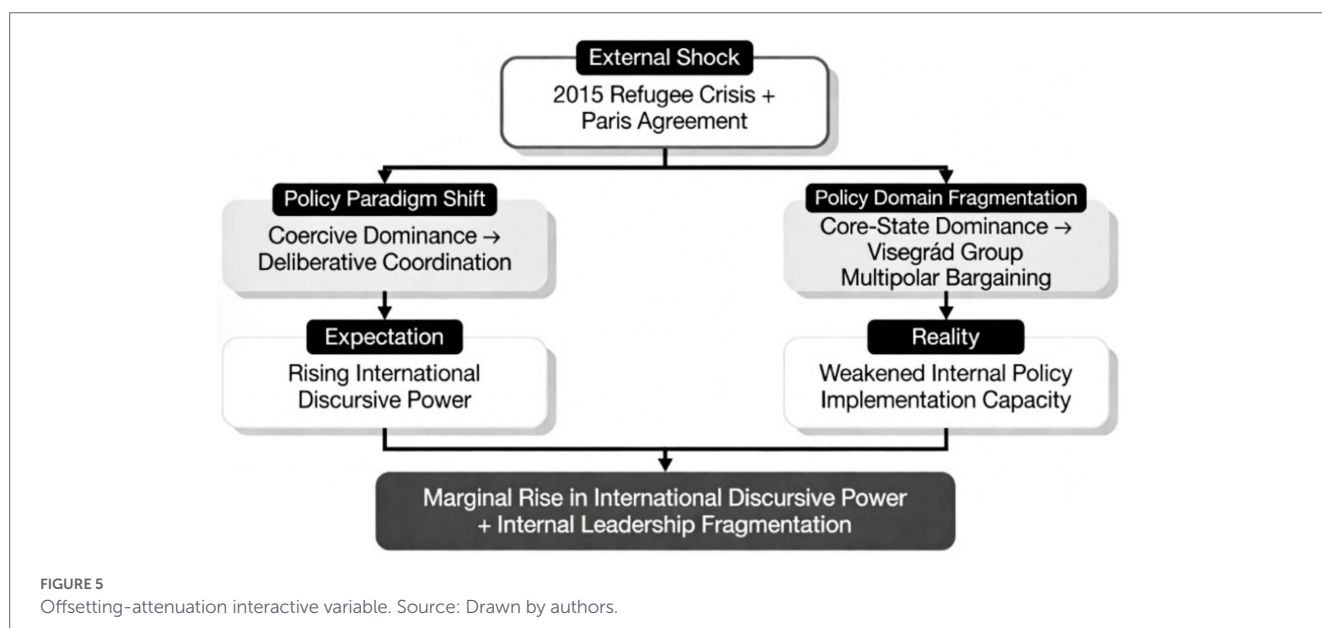 External Shock
2015 Refugee Crisis +
Paris Agreement
Policy Paradigm Shift
Coercive Dominance →
Deliberative Coordination
Policy Domain Fragmentation
Core-State Dominance →
Visegrád Group
Multipolar Bargaining
Expectation
Rising International
Discursive Power
Reality
Weakened Internal Policy
Implementation Capacity
Marginal Rise in International Discursive Power
+ Internal Leadership Fragmentation
FIGURE 5
Offsetting-attenuation interactive variable. Source: Drawn by authors.